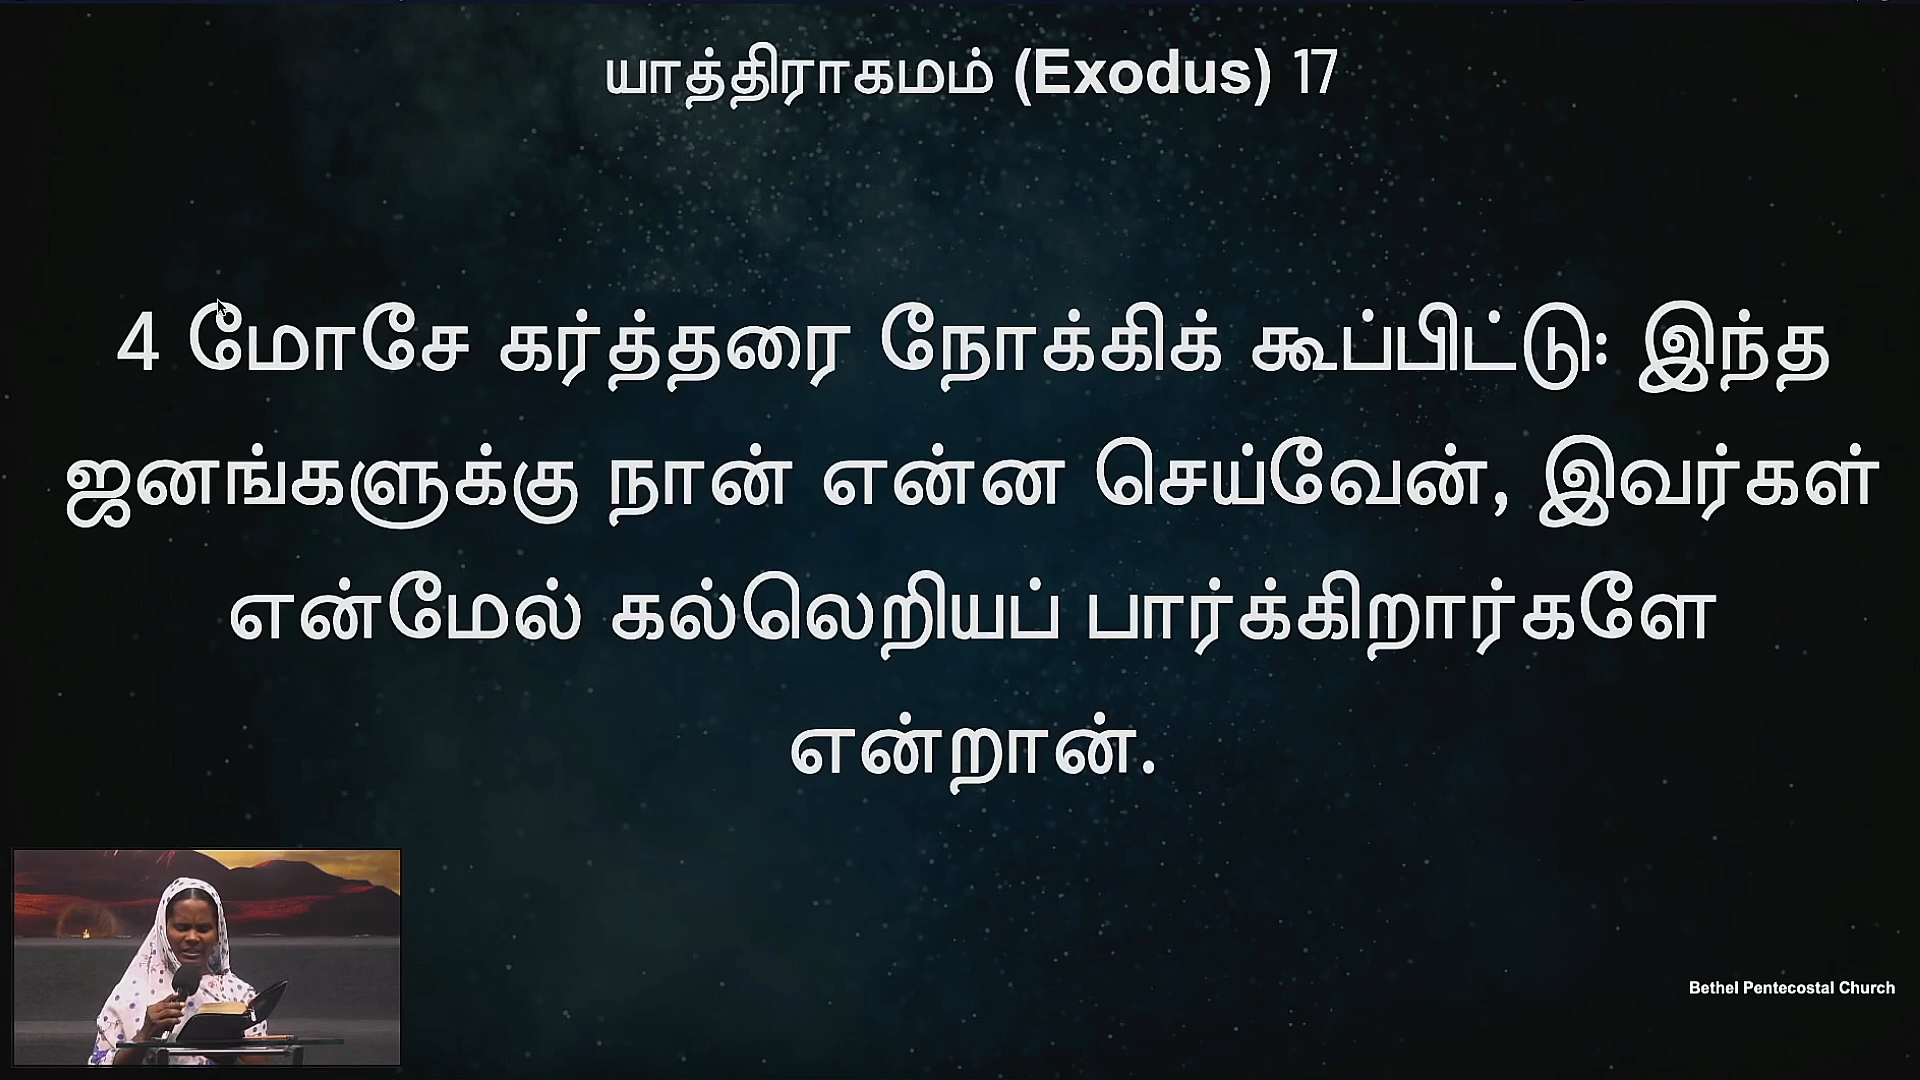 யாத்திராகமம் (Exodus) 17
4 மோசே கர்த்தரை நோக்கிக் கூப்பிட்டு: இந்த
ஜனங்களுக்கு நான் என்ன செய்வேன், இவர்கள்
என்மேல் கல்லெறியப் பார்க்கிறார்களே
என்றான்.
Bethel Pentecostal Church